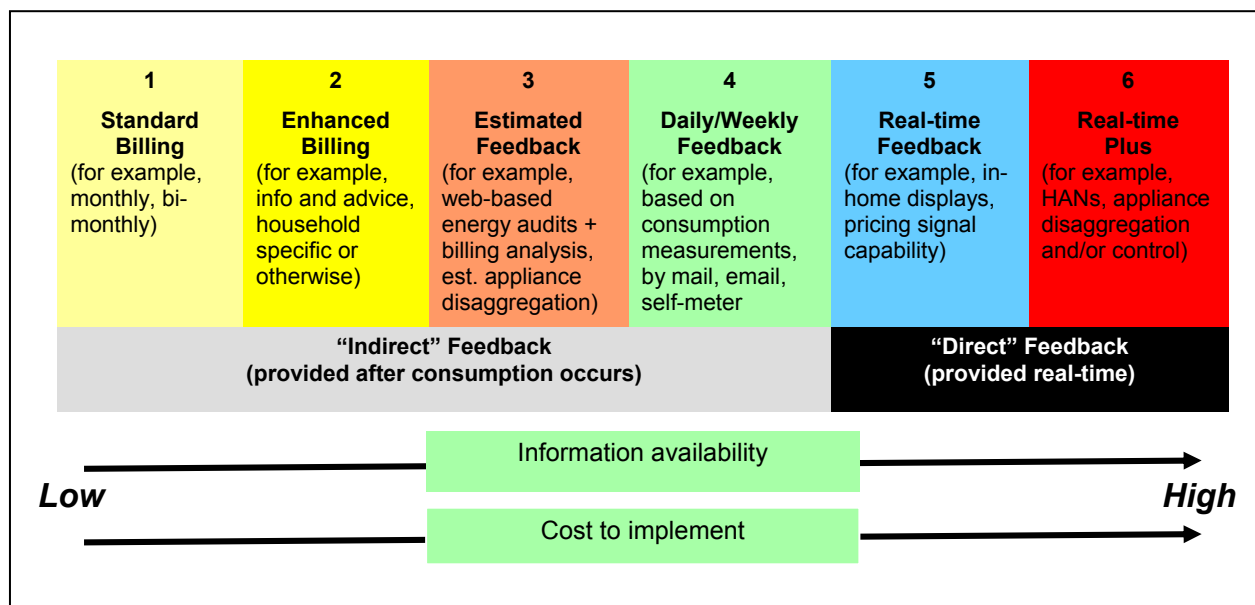 1
Standard
Billing
(for example,
monthly, bi-
monthly)
2
Enhanced
Billing
(for example,
info and advice,
household
specific or
otherwise)
3
Estimated
Feedback
(for example,
web-based
energy audits +
billing analysis,
est. appliance
disaggregation)
4
Daily/Weekly
Feedback
(for example,
based on
consumption
measurements,
by mail, email,
self-meter
5
Real-time
Feedback
(for example, in-
home displays,
pricing signal
capability)
6
Real-time
Plus
(for example,
HANs, appliance
disaggregation
and/or control)
“Indirect” Feedback
(provided after consumption occurs)
“Direct” Feedback
(provided real-time)
Information availability
Low
High
Cost to implement